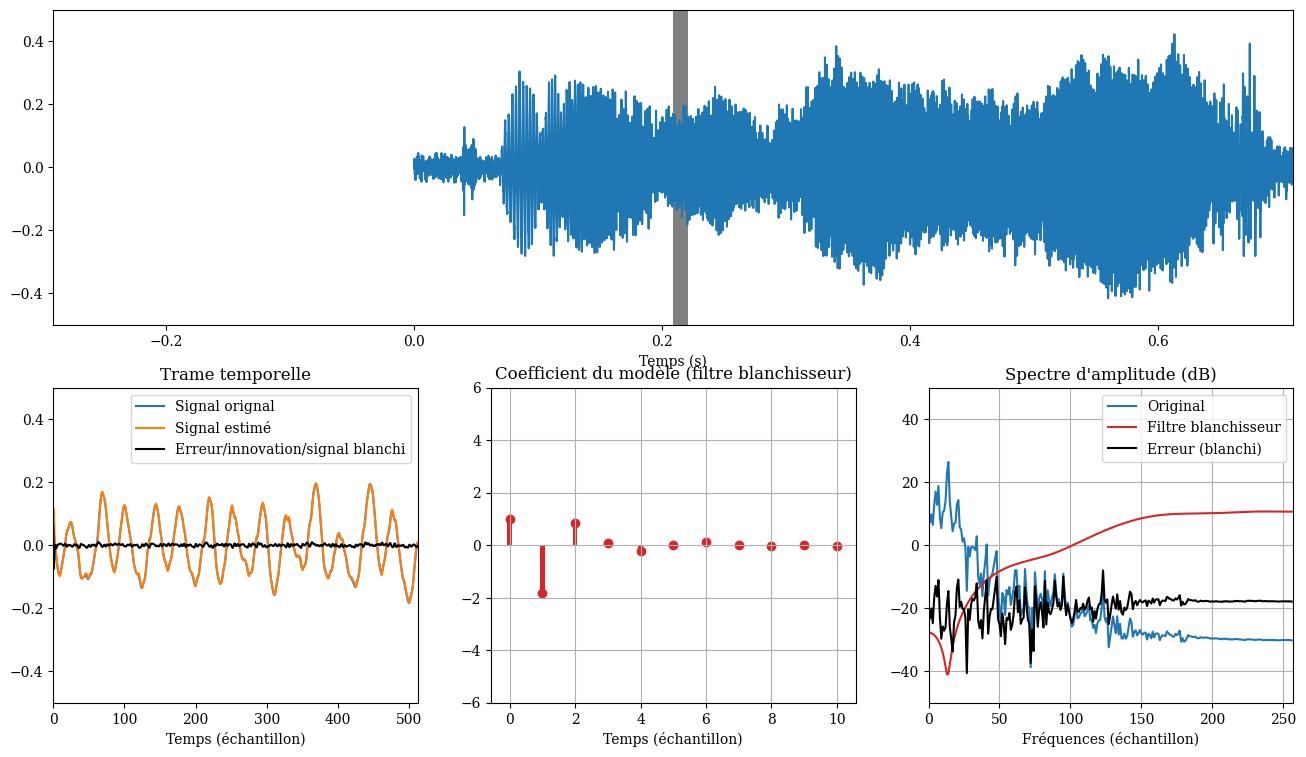 0.4
0.2
0.0
−0.2
−0.4
−0.2 0.0 0.2 0.4 0.6
Temps (s)
Trame temporelle
Signal orignal
Signal estimé
Erreur/innovation/signal blanchi
0.4
0.2
0.0
−0.2
−0.4
0 100 200 300 400 500
Temps (échantillon)
Coefficient du modèle (filtre blanchisseur)
6
4
2
0
−2
−4
−6
0 2 4 6 8 10
Temps (échantillon)
Spectre d'amplitude (dB)
Original
Filtre blanchisseur
Erreur (blanchi)
40
20
0
−20
−40
0 50 100 150 200 250
Fréquences (échantillon)